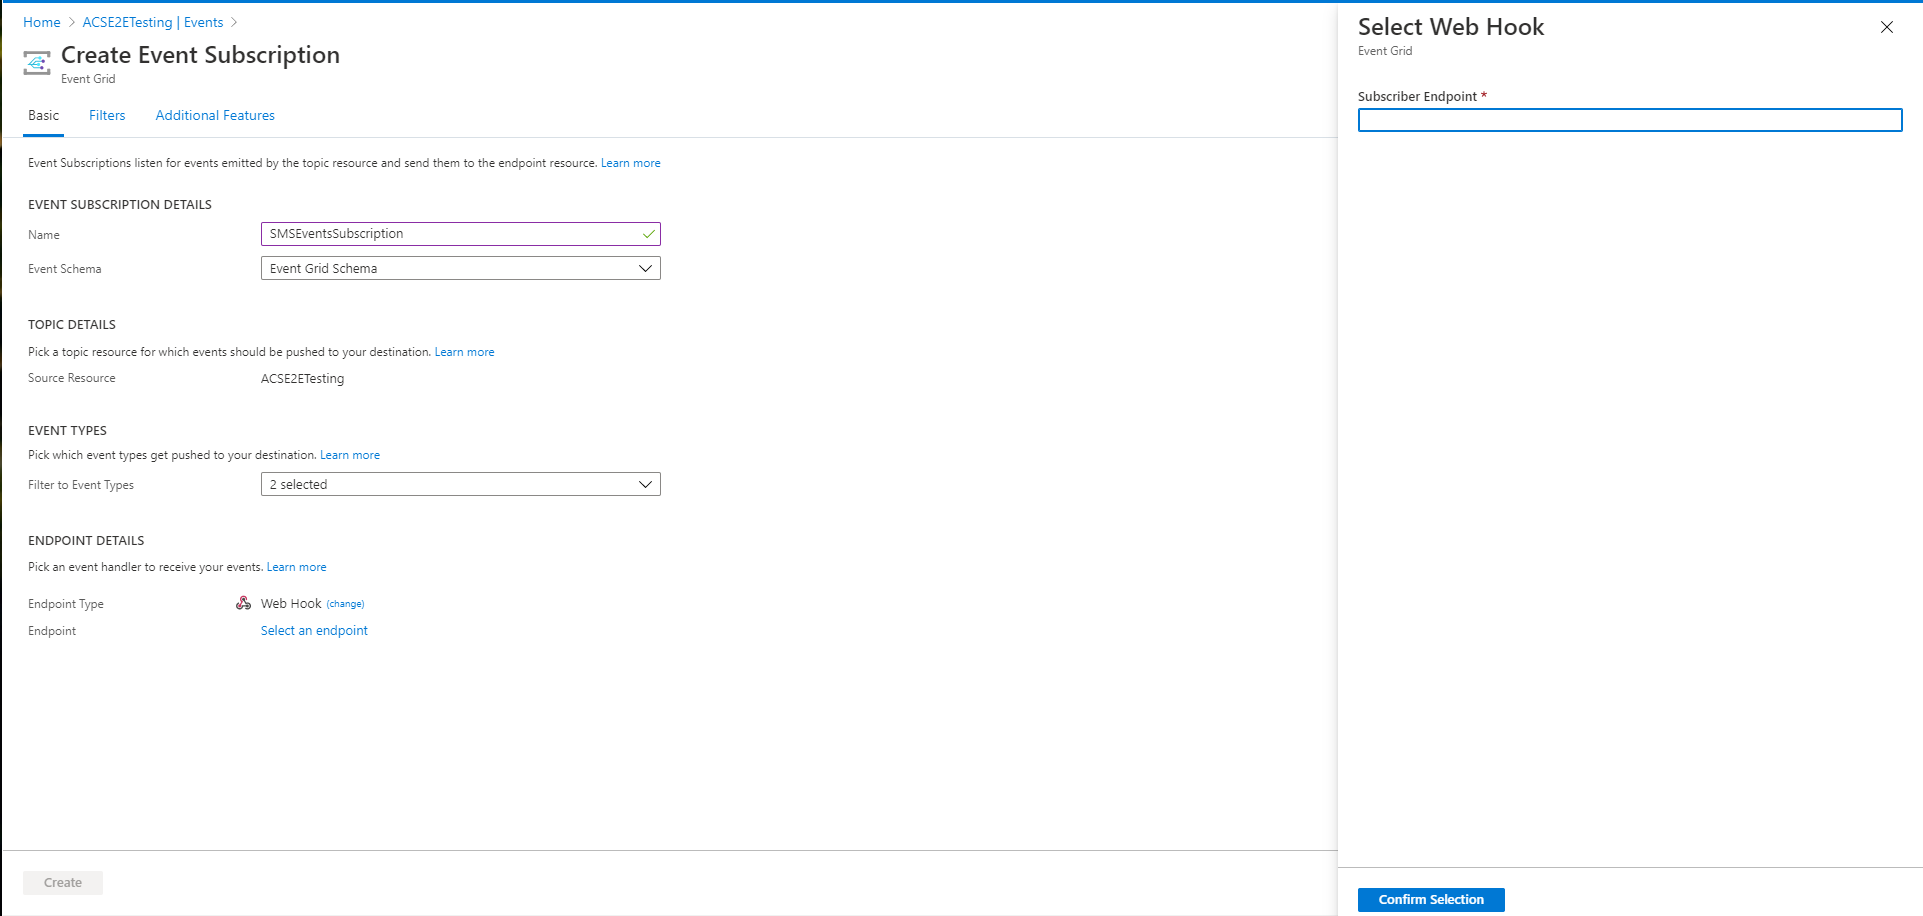 Home > ACSE2ETesting | Events >
Create Event Subscription
Event Grid
Basic Filters Additional Features
Event Subscriptions listen for events emitted by the topic resource and send them to the endpoint resource. Learn more
EVENT SUBSCRIPTION DETAILS
Name SMSEventsSubscription
Event Schema Event Grid Schema
TOPIC DETAILS
Pick a topic resource for which events should be pushed to your destination. Learn more
Source Resource ACSE2ETesting
EVENT TYPES
Pick which event types get pushed to your destination. Learn more
Filter to Event Types 2 selected
ENDPOINT DETAILS
Pick an event handler to receive your events. Learn more
Endpoint Type Web Hook (change)
Endpoint Select an endpoint
Create
Select Web Hook
Event Grid
Subscriber Endpoint *
Confirm Selection